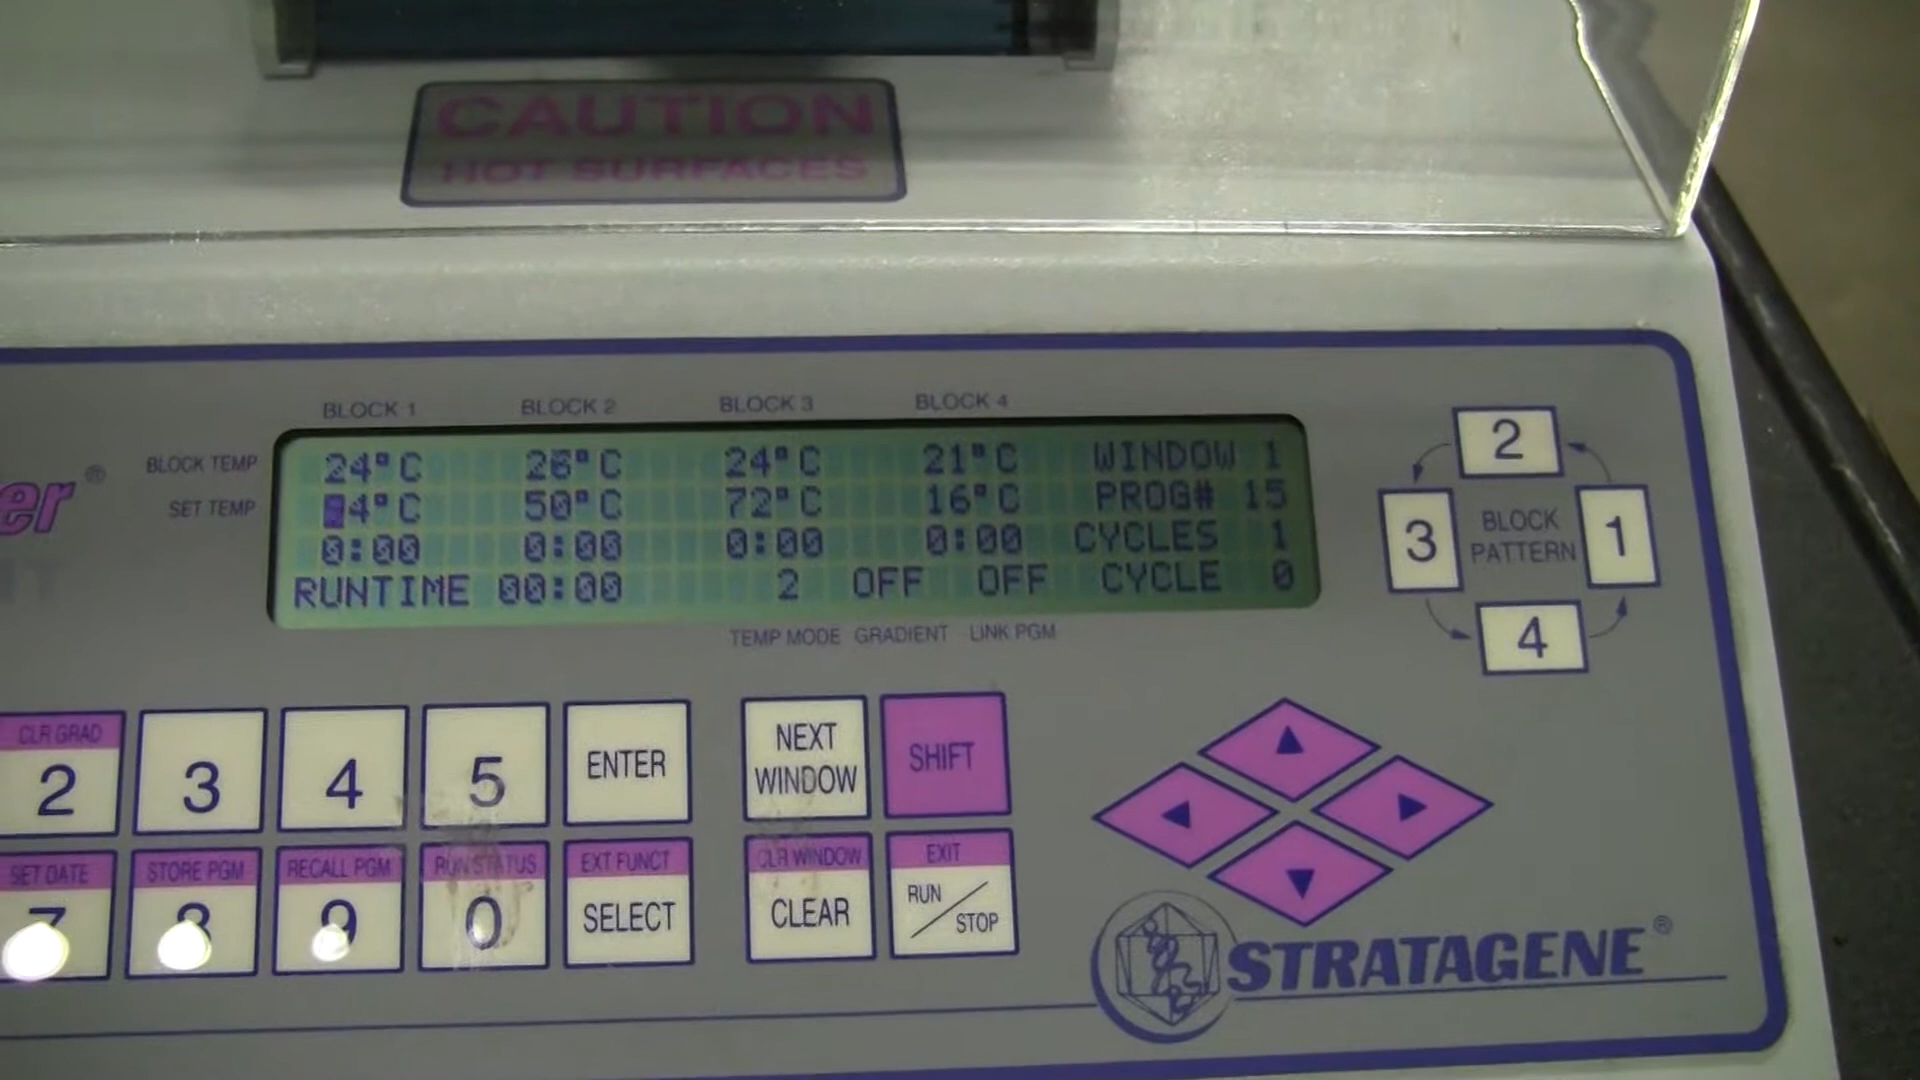 CAUTION
HOT SURFACES
BLOCK 1 BLOCK 2 BLOCK 3 BLOCK 4
BLOCK TEMP 24°C 26°C 24°C 21°C WINDOW 1
SET TEMP 4°C 50°C 72°C 16°C PROG# 15
0:00 0:00 0:00 0:00 CYCLES 1
RUNTIME 00:00 2 OFF OFF CYCLE 0
TEMP MODE GRADIENT LINK PGM
er®
2
3 BLOCK PATTERN 1
4
CLR GRAD
2 3 4 5 ENTER
NEXT WINDOW
SHIFT
SET DATE STORE PGM RECALL PGM RUN STATUS EXT FUNCT CLR WINDOW EXIT
7 8 9 0 SELECT CLEAR RUN/STOP
STRATAGENE®